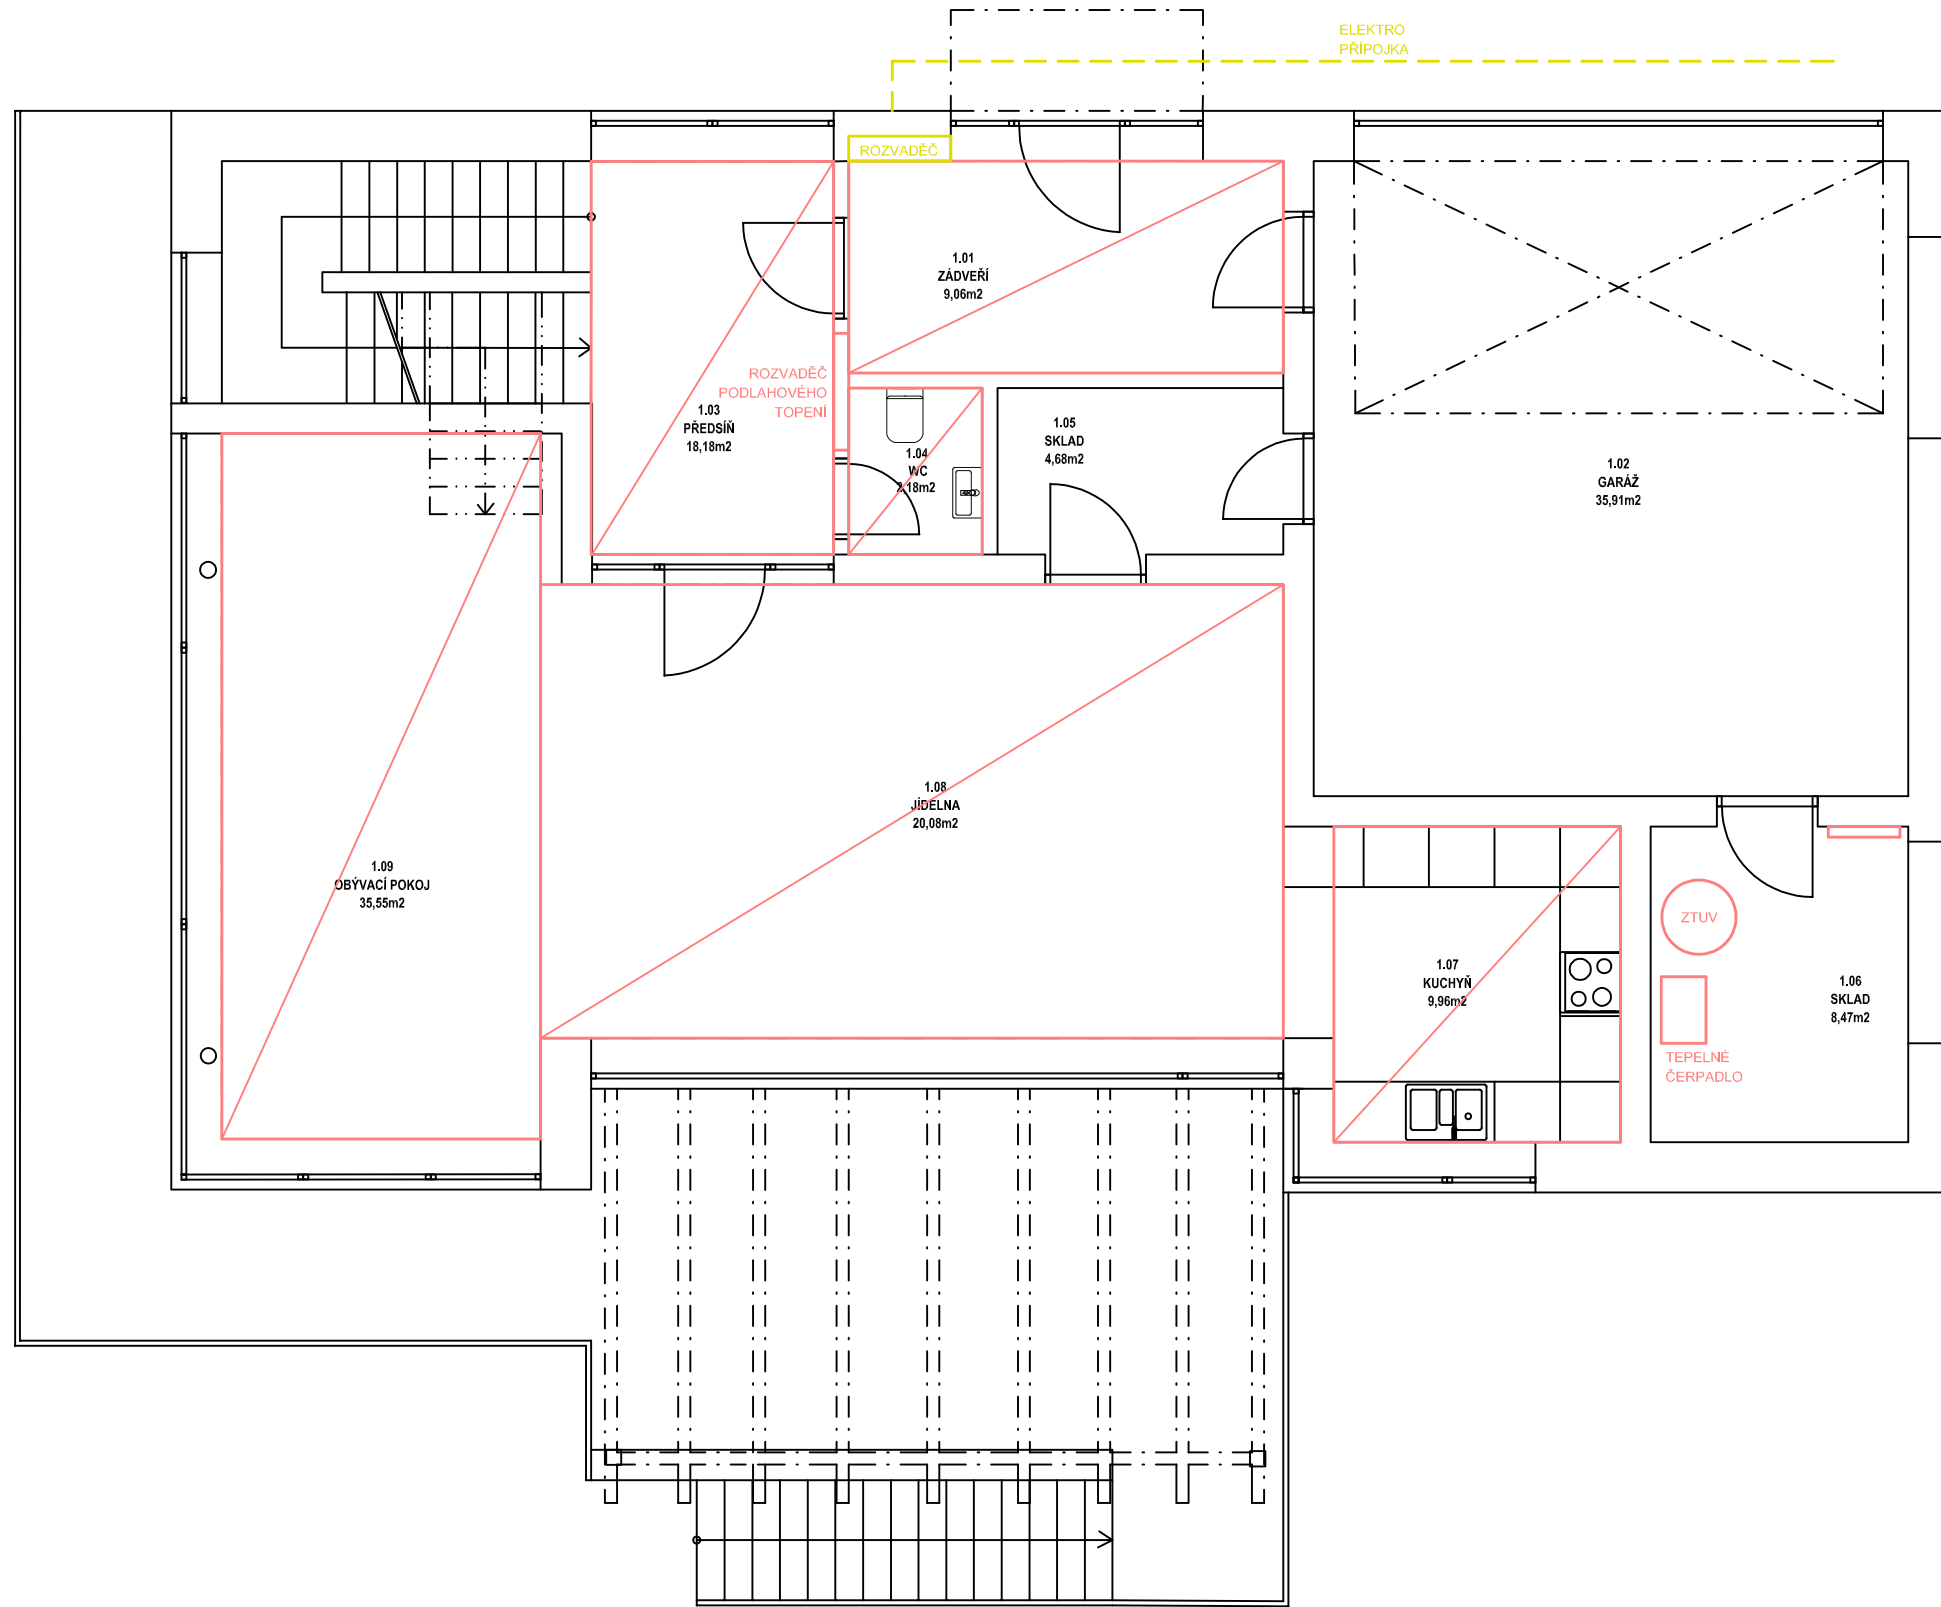 ELEKTRO
PŘÍPOJKA
ROZVADĚČ
1.01
ZÁDVEŘÍ
9,06m2
ROZVADĚČ
PODLAHOVÉHO
TOPENÍ
1.03
PŘEDSÍŇ
18,18m2
1.04
WC
2,18m2
1.05
SKLAD
4,68m2
1.02
GARÁŽ
35,91m2
1.08
JÍDELNA
20,08m2
1.09
OBÝVACÍ POKOJ
35,55m2
1.07
KUCHYŇ
9,96m2
ZTUV
1.06
SKLAD
8,47m2
TEPELNÉ
ČERPADLO